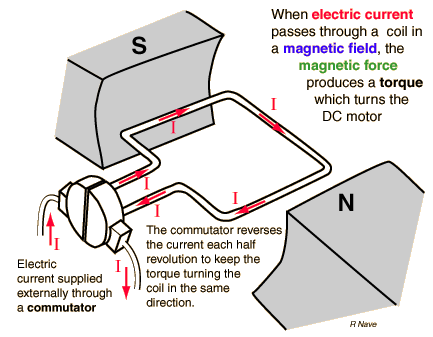 When electric current
passes through a coil in
a magnetic field, the
magnetic force
produces a torque
which turns the
DC motor
S
I
I
I
I
I
N
I
I
The commutator reverses
the current each half
revolution to keep the
torque turning the
coil in the same
direction.
Electric
current supplied
externally through
a commutator
R Nave